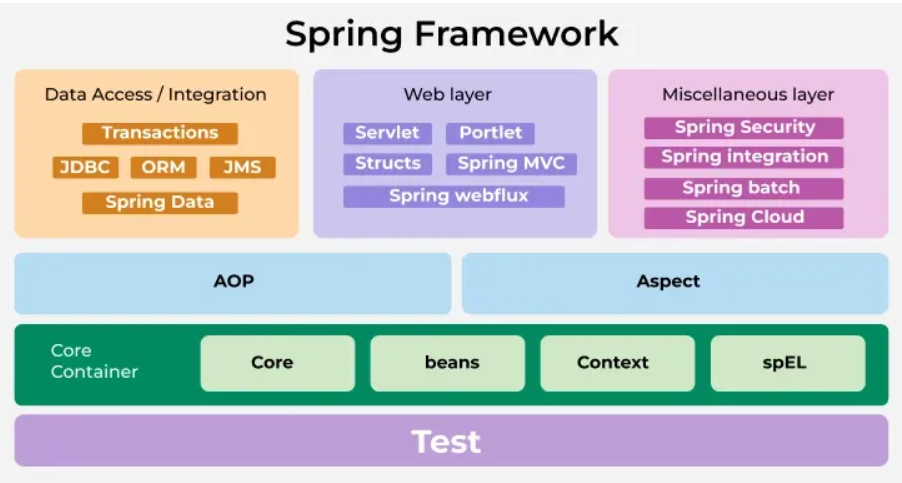 Spring Framework
Data Access / Integration
Transactions
JDBC
ORM
JMS
Spring Data
Web layer
Servlet
Portlet
Structs
Spring MVC
Spring webflux
Miscellaneous layer
Spring Security
Spring integration
Spring batch
Spring Cloud
AOP
Aspect
Core
Container
Core
beans
Context
spEL
Test